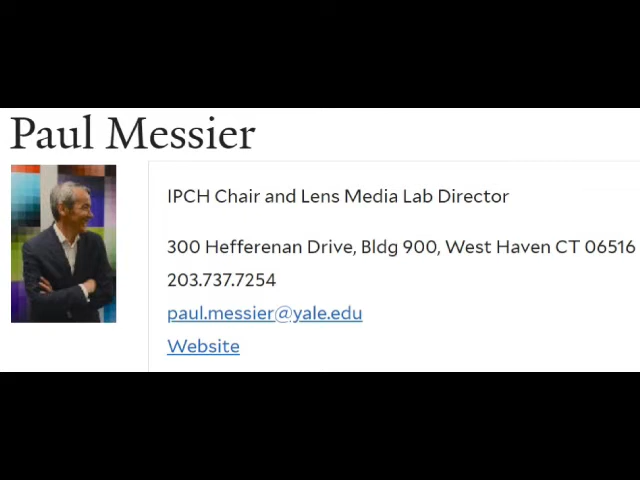 Paul Messier
IPCH Chair and Lens Media Lab Director
300 Hefferenan Drive, Bldg 900, West Haven CT 06516
203.737.7254
paul.messier@yale.edu
Website